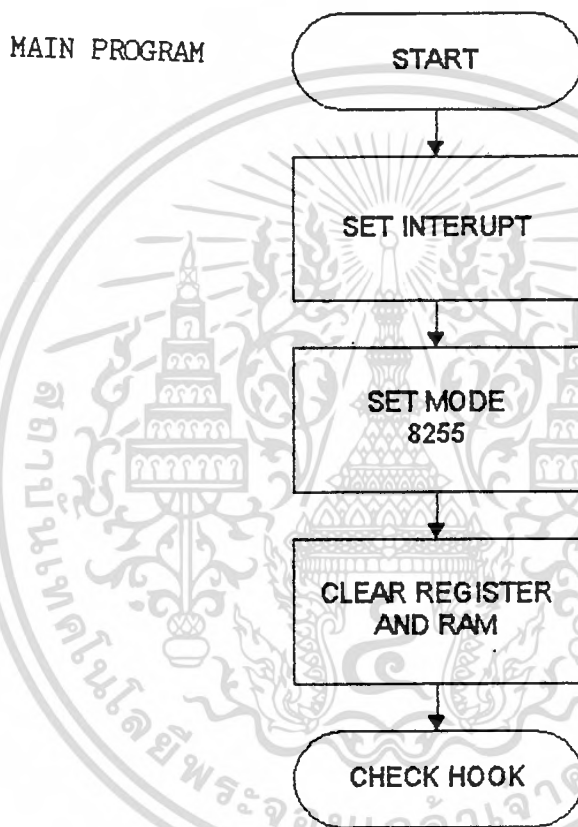 MAIN PROGRAM
START
SET INTERUPT
SET MODE
8255
CLEAR REGISTER
AND RAM
CHECK HOOK